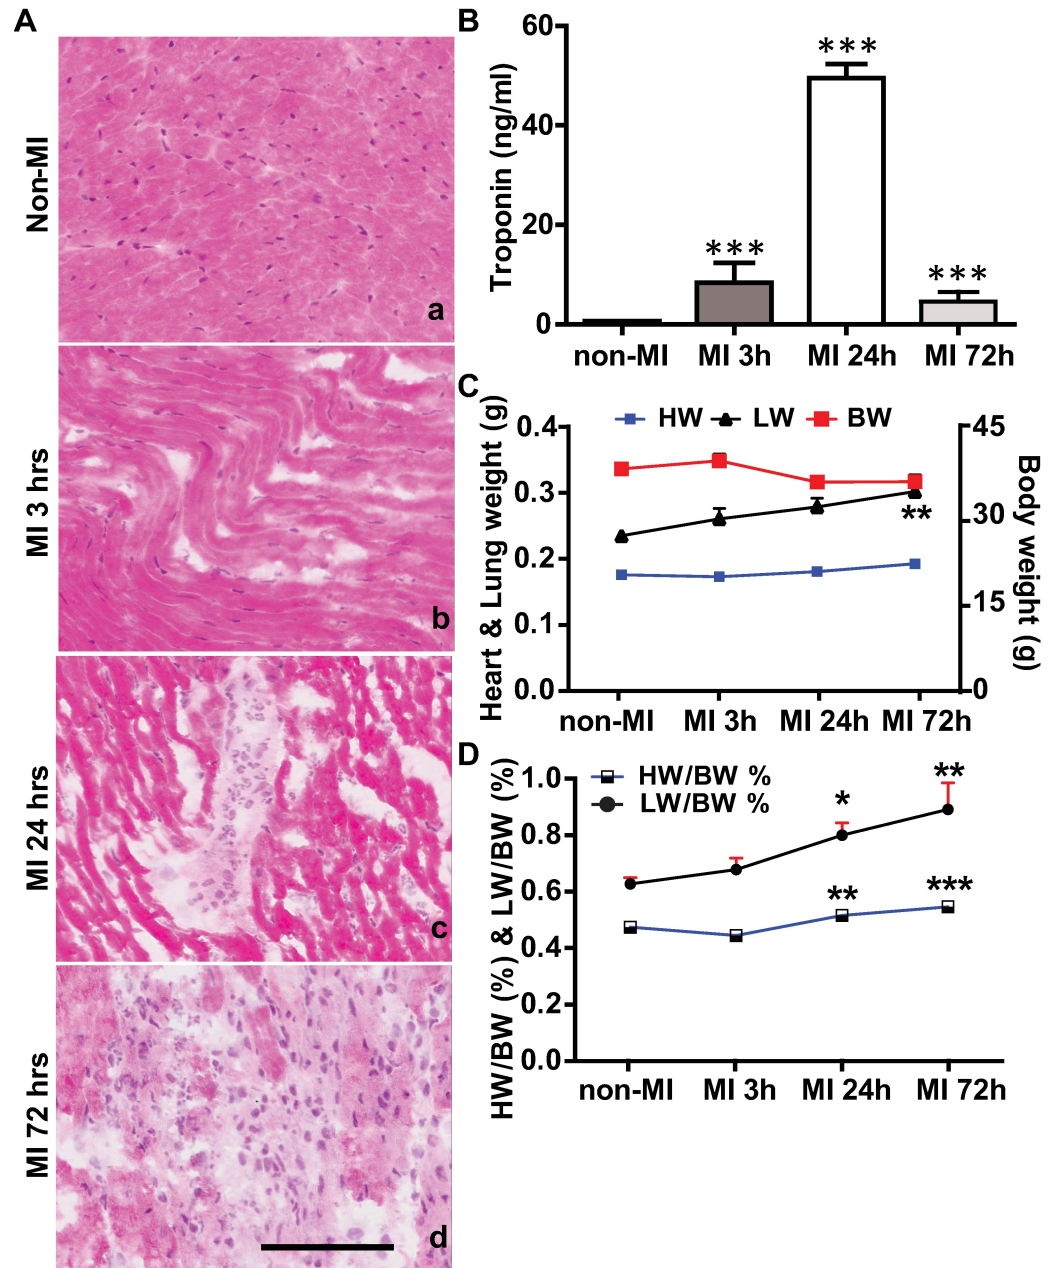 A
Non-MI
a
MI 3 hrs
b
MI 24 hrs
c
MI 72 hrs
d
B
Troponin (ng/ml)
60
40
20
0
***
***
***
non-MI MI 3h MI 24h MI 72h
C
HW LW BW
Heart & Lung weight (g)
0.4
0.3
0.2
0.1
0.0
45
30
15
0
Body weight (g)
**
non-MI MI 3h MI 24h MI 72h
D
HW/BW %
LW/BW %
HW/BW (%) & LW/BW (%)
1.0
0.8
0.6
0.4
0.2
0.0
*
**
**
***
non-MI MI 3h MI 24h MI 72h